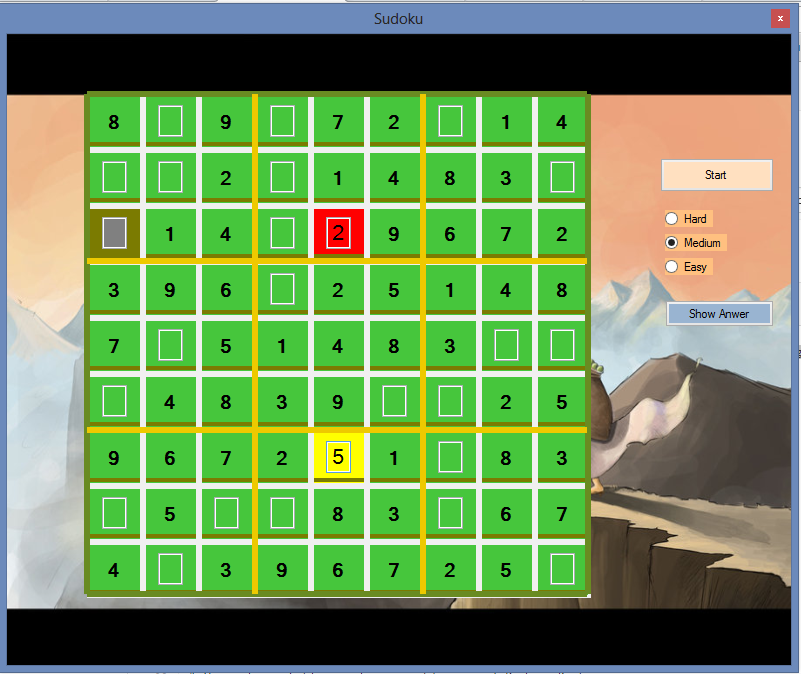 Sudoku
x
8 9 7 2 1 4
2 1 4 8 3
1 4 2 9 6 7 2
3 9 6 2 5 1 4 8
7 5 1 4 8 3
4 8 3 9 2 5
9 6 7 2 5 1 8 3
5 8 3 6 7
4 3 9 6 7 2 5
Start
Hard
Medium
Easy
Show Anwer